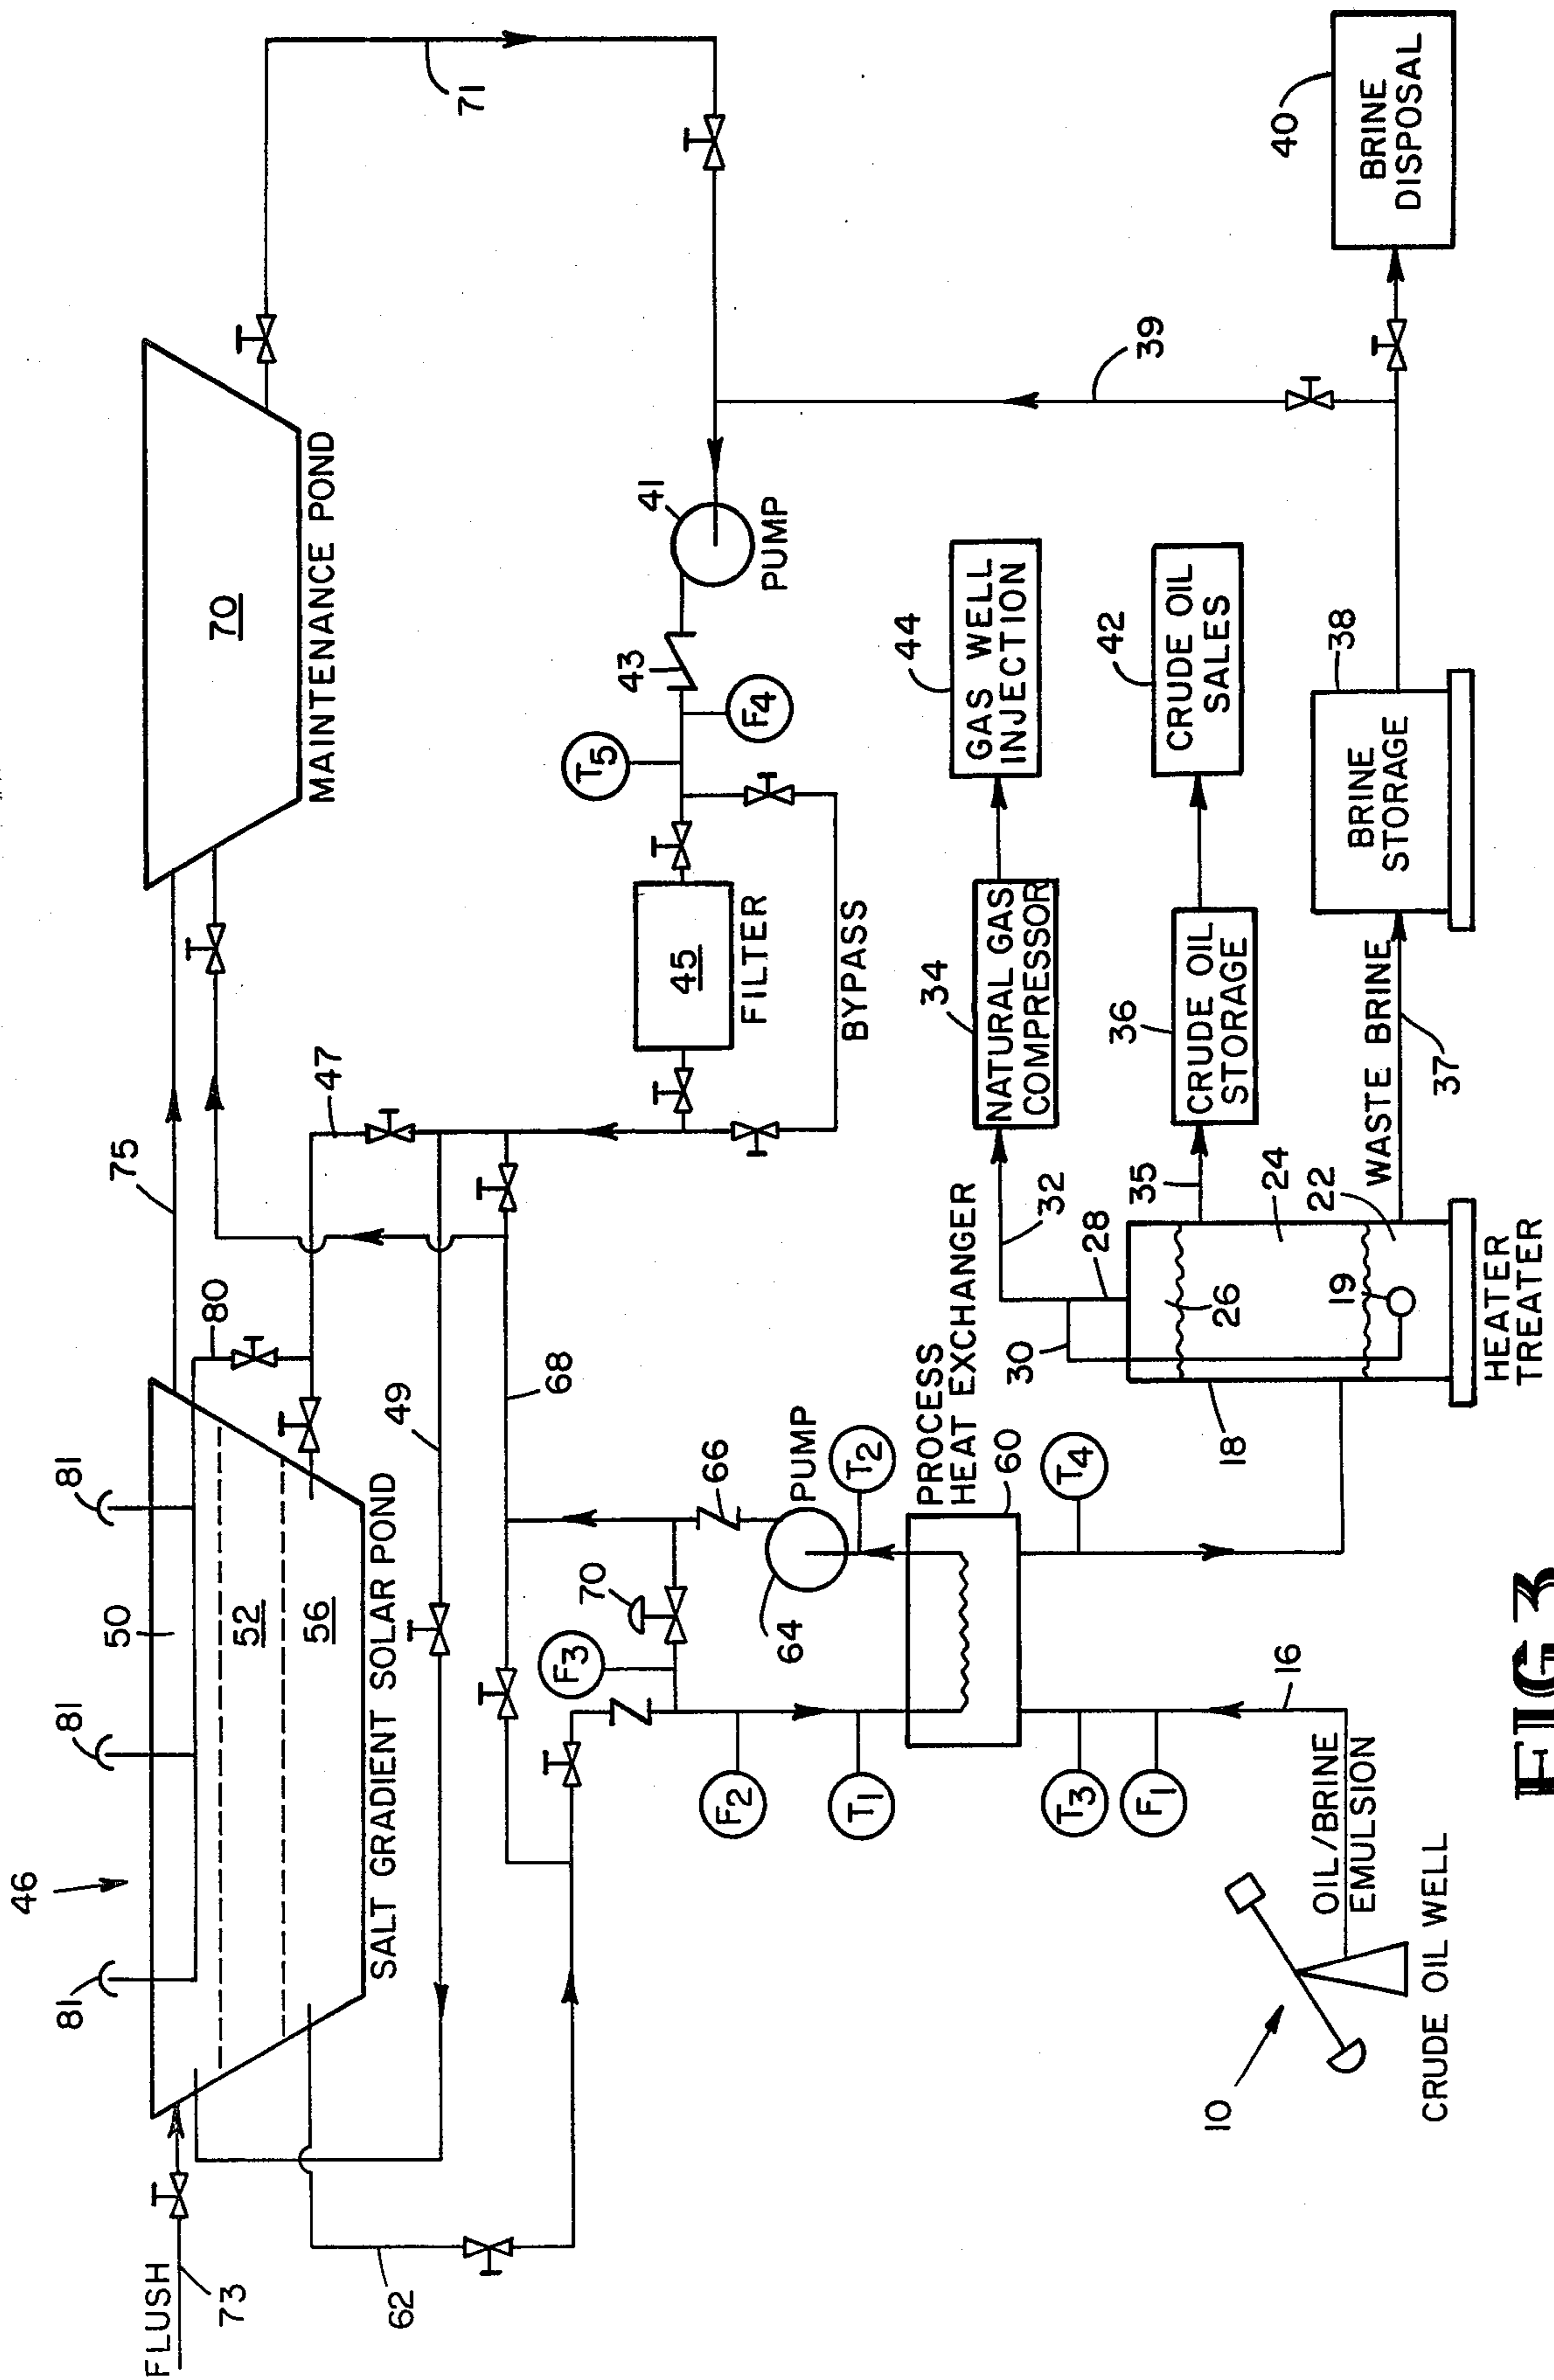 FLUSH
73
46
81
81
81
50
52
56
SALT GRADIENT SOLAR POND
80
75
47
49
62
68
70
MAINTENANCE POND
71
41
PUMP
43
F4
T5
45
FILTER
BYPASS
66
PUMP
64
70
F3
F2
T1
T2
PROCESS
HEAT EXCHANGER
60
T3
F1
T4
16
OIL/BRINE
EMULSION
10
CRUDE OIL WELL
18
30
28
32
26
19
24
22
35
HEATER
TREATER
34
NATURAL GAS
COMPRESSOR
44
GAS WELL
INJECTION
36
CRUDE OIL
STORAGE
42
CRUDE OIL
SALES
WASTE BRINE
37
38
BRINE
STORAGE
39
40
BRINE
DISPOSAL
FIG 3